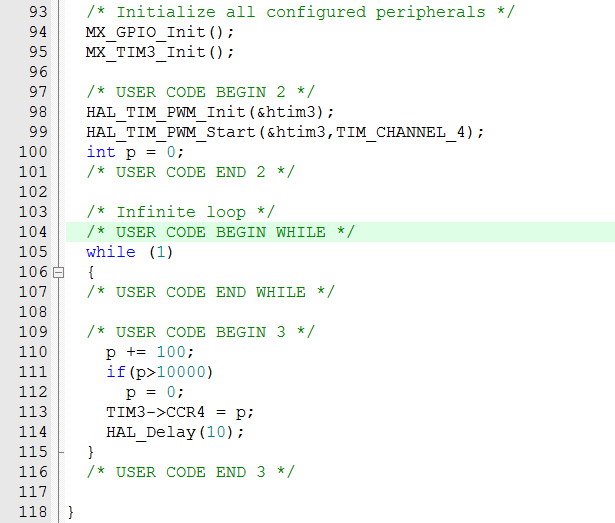 93 /* Initialize all configured peripherals */
94 MX_GPIO_Init();
95 MX_TIM3_Init();
96
97 /* USER CODE BEGIN 2 */
98 HAL_TIM_PWM_Init(&htim3);
99 HAL_TIM_PWM_Start(&htim3,TIM_CHANNEL_4);
100 int p = 0;
101 /* USER CODE END 2 */
102
103 /* Infinite loop */
104 /* USER CODE BEGIN WHILE */
105 while (1)
106 {
107 /* USER CODE END WHILE */
108
109 /* USER CODE BEGIN 3 */
110 p += 100;
111 if(p>10000)
112 p = 0;
113 TIM3->CCR4 = p;
114 HAL_Delay(10);
115 }
116 /* USER CODE END 3 */
117
118 }